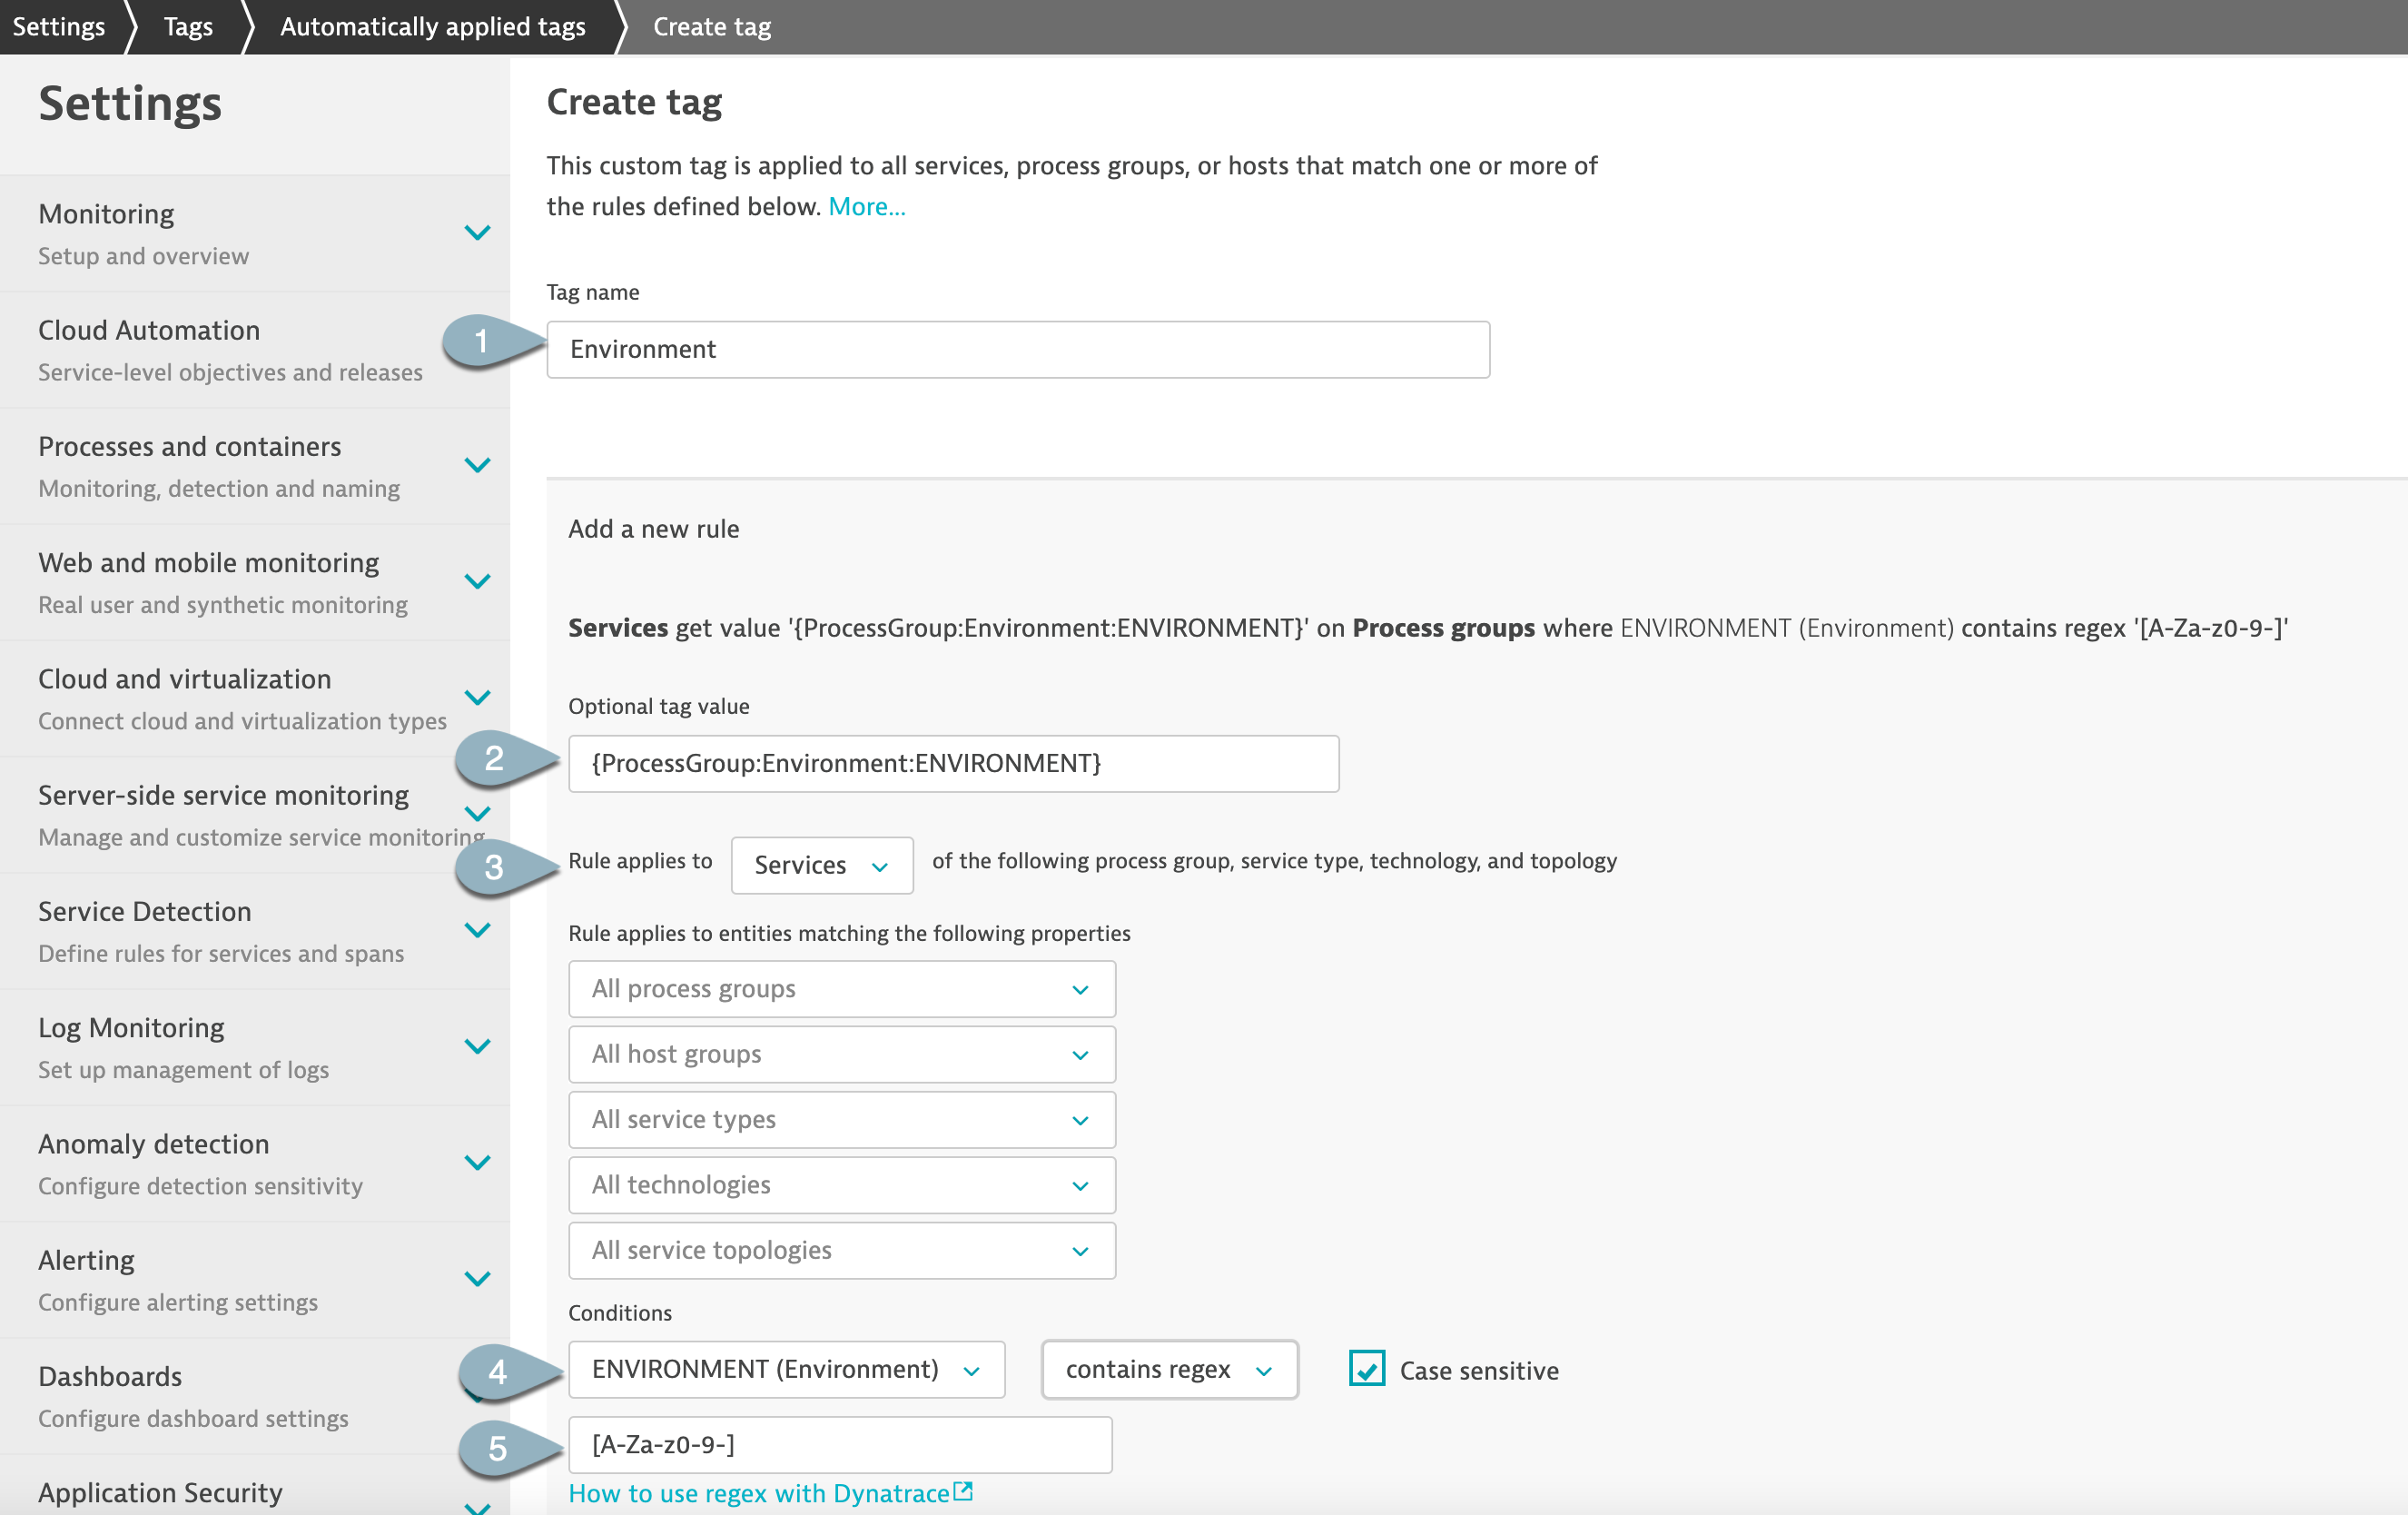 Settings
Tags
Automatically applied tags
Create tag
Settings
Monitoring
Setup and overview
Cloud Automation
Service-level objectives and releases
Processes and containers
Monitoring, detection and naming
Web and mobile monitoring
Real user and synthetic monitoring
Cloud and virtualization
Connect cloud and virtualization types
Server-side service monitoring
Manage and customize service monitoring
Service Detection
Define rules for services and spans
Log Monitoring
Set up management of logs
Anomaly detection
Configure detection sensitivity
Alerting
Configure alerting settings
Dashboards
Configure dashboard settings
Application Security
Create tag
This custom tag is applied to all services, process groups, or hosts that match one or more of
the rules defined below. More...
Tag name
1
Environment
Add a new rule
Services get value '{ProcessGroup:Environment:ENVIRONMENT}' on Process groups where ENVIRONMENT (Environment) contains regex '[A-Za-z0-9-]'
Optional tag value
2
{ProcessGroup:Environment:ENVIRONMENT}
3
Rule applies to Services of the following process group, service type, technology, and topology
Rule applies to entities matching the following properties
All process groups
All host groups
All service types
All technologies
All service topologies
Conditions
4
ENVIRONMENT (Environment) contains regex Case sensitive
5
[A-Za-z0-9-]
How to use regex with Dynatrace